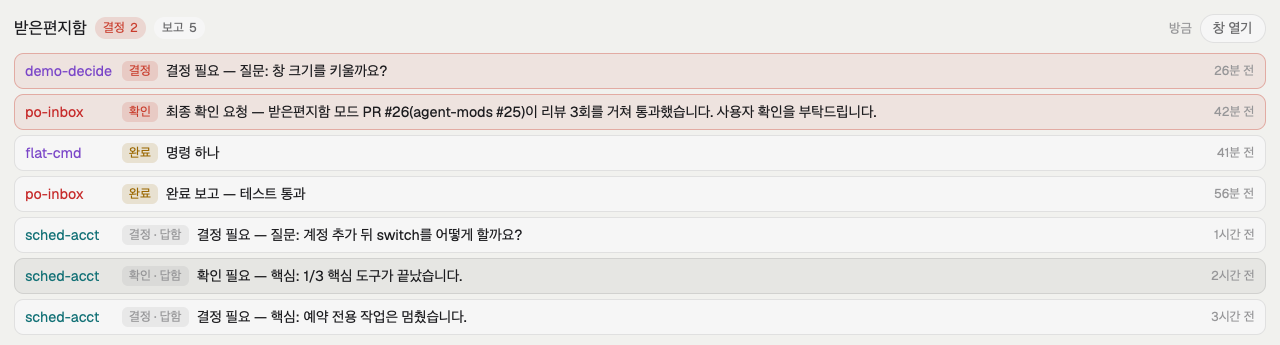 받은편지함 결정 2 보고 5 방금 창 열기
demo-decide 결정 결정 필요 — 질문: 창 크기를 키울까요? 26분 전
po-inbox 확인 최종 확인 요청 — 받은편지함 모드 PR #26(agent-mods #25)이 리뷰 3회를 거쳐 통과했습니다. 사용자 확인을 부탁드립니다. 42분 전
flat-cmd 완료 명령 하나 41분 전
po-inbox 완료 완료 보고 — 테스트 통과 56분 전
sched-acct 결정 · 답함 결정 필요 — 질문: 계정 추가 뒤 switch를 어떻게 할까요? 1시간 전
sched-acct 확인 · 답함 확인 필요 — 핵심: 1/3 핵심 도구가 끝났습니다. 2시간 전
sched-acct 결정 · 답함 결정 필요 — 핵심: 예약 전용 작업은 멈췄습니다. 3시간 전